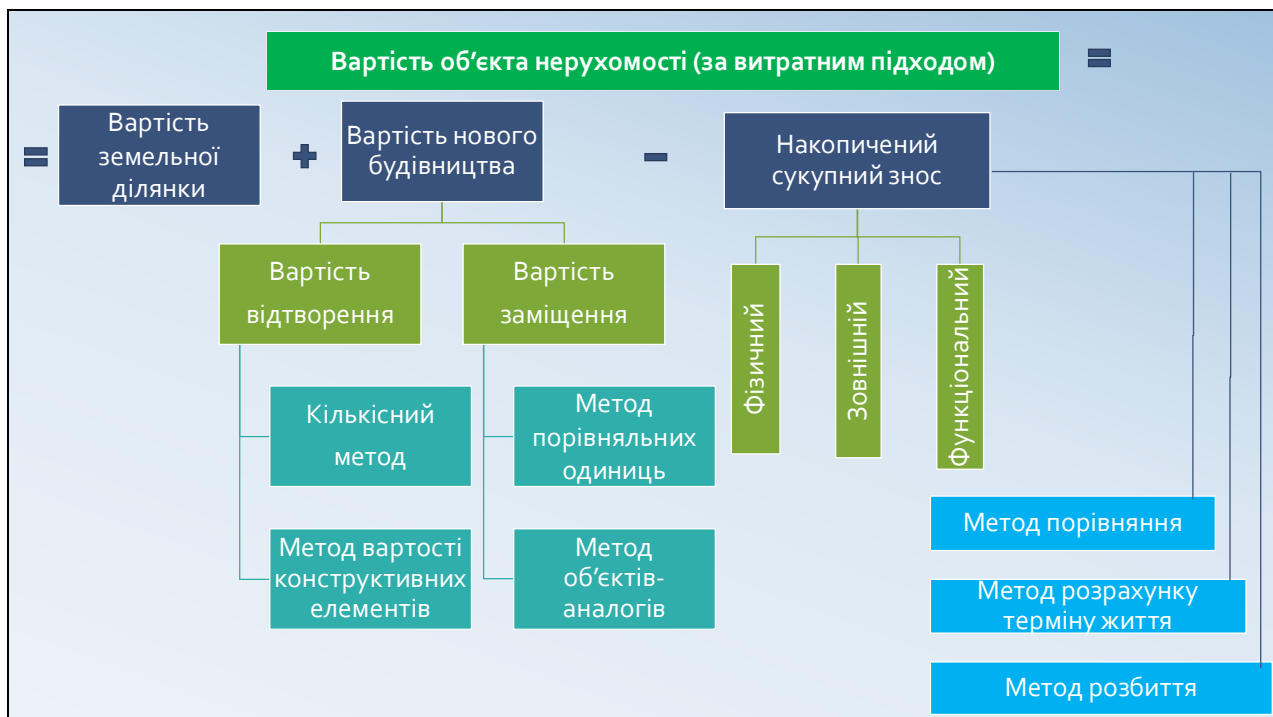 Вартість об’єкта нерухомості (за витратним підходом) =
= Вартість
земельної
ділянки
+
Вартість нового
будівництва
-
Накопичений
сукупний знос
Вартість
відтворення
Вартість
заміщення
Фізичний
Зовнішній
Функціональний
Кількісний
метод
Метод
порівняльних
одиниць
Метод вартості
конструктивних
елементів
Метод
об’єктів-
аналогів
Метод порівняння
Метод розрахунку
терміну життя
Метод розбиття